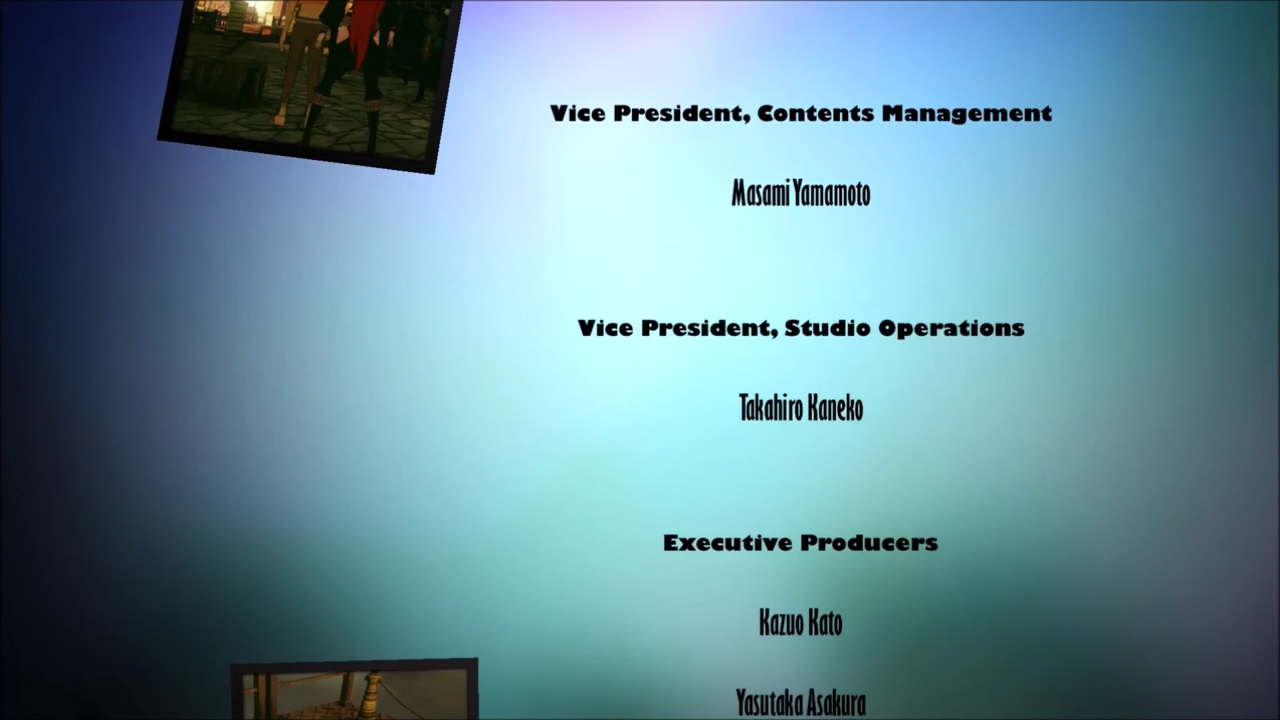 Vice President, Contents Management
Masami Yamamoto
Vice President, Studio Operations
Takahiro Kaneko
Executive Producers
Kazuo Kato
Yasutaka Asakura